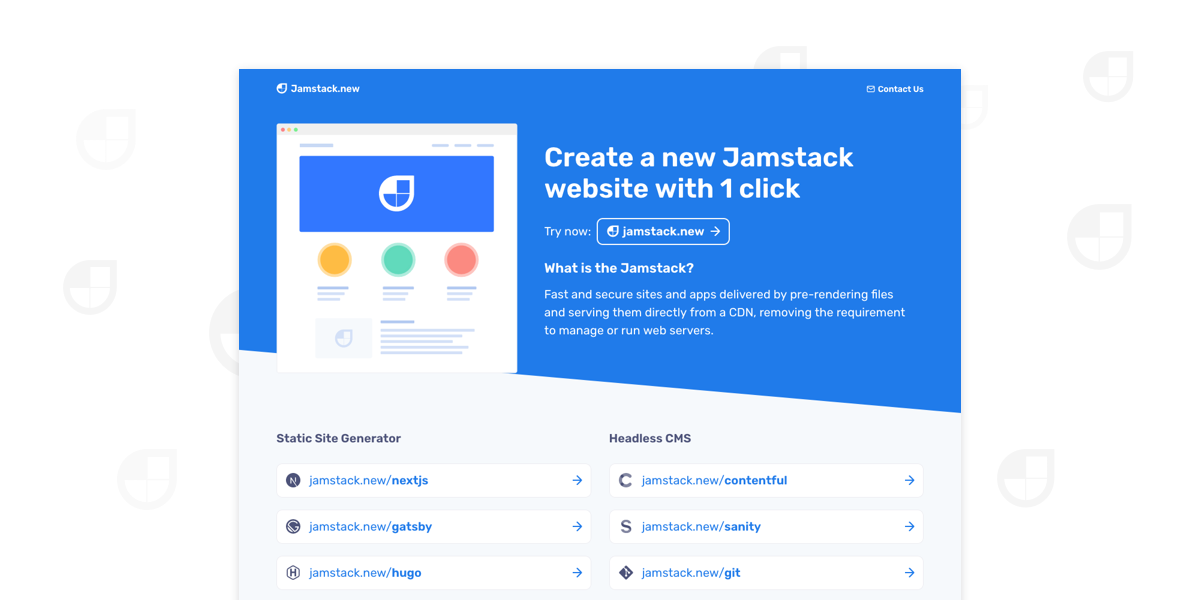 Jamstack.new
Contact Us
Create a new Jamstack
website with 1 click
Try now: jamstack.new →
What is the Jamstack?
Fast and secure sites and apps delivered by pre-rendering files
and serving them directly from a CDN, removing the requirement
to manage or run web servers.
Static Site Generator
jamstack.new/nextjs
jamstack.new/gatsby
jamstack.new/hugo
Headless CMS
jamstack.new/contentful
jamstack.new/sanity
jamstack.new/git